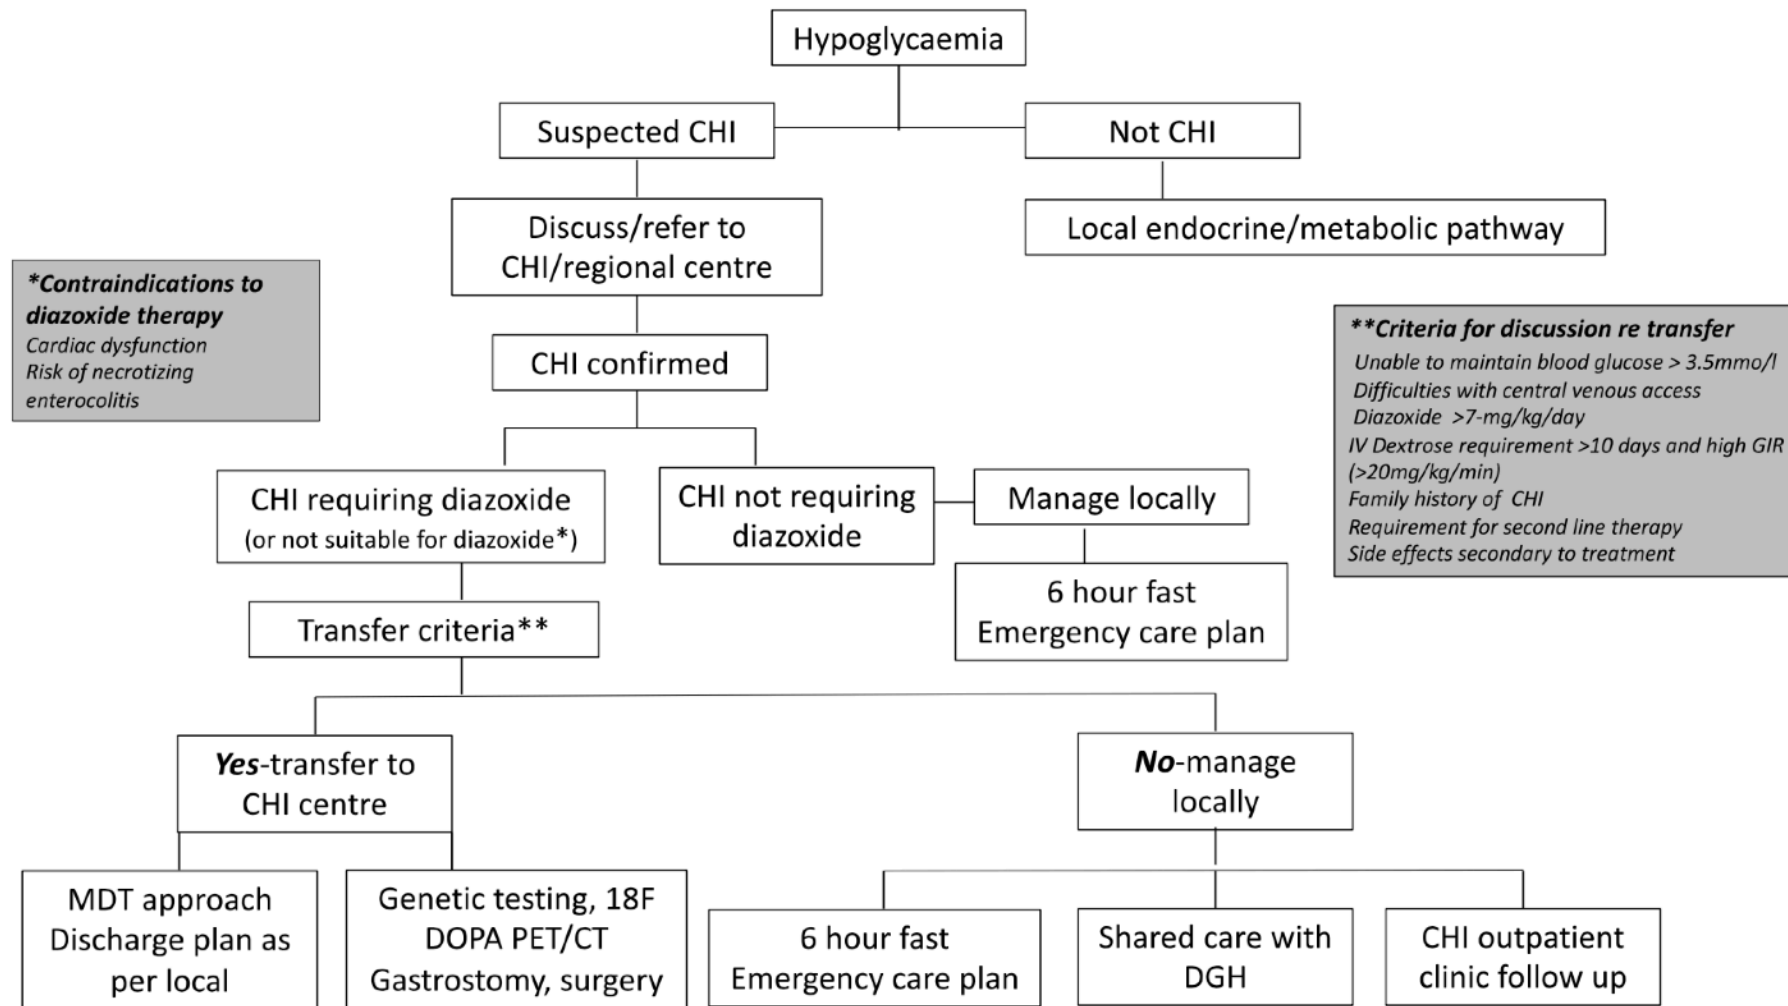 Hypoglycaemia
Suspected CHI
Not CHI
Discuss/refer to
CHI/regional centre
Local endocrine/metabolic pathway
*Contraindications to
diazoxide therapy
Cardiac dysfunction
Risk of necrotizing
enterocolitis
CHI confirmed
**Criteria for discussion re transfer
Unable to maintain blood glucose > 3.5mmo/l
Difficulties with central venous access
Diazoxide >7-mg/kg/day
IV Dextrose requirement >10 days and high GIR
(>20mg/kg/min)
Family history of CHI
Requirement for second line therapy
Side effects secondary to treatment
CHI requiring diazoxide
(or not suitable for diazoxide*)
CHI not requiring
diazoxide
Manage locally
6 hour fast
Emergency care plan
Transfer criteria**
Yes-transfer to
CHI centre
No-manage
locally
MDT approach
Discharge plan as
per local
Genetic testing, 18F
DOPA PET/CT
Gastrostomy, surgery
6 hour fast
Emergency care plan
Shared care with
DGH
CHI outpatient
clinic follow up